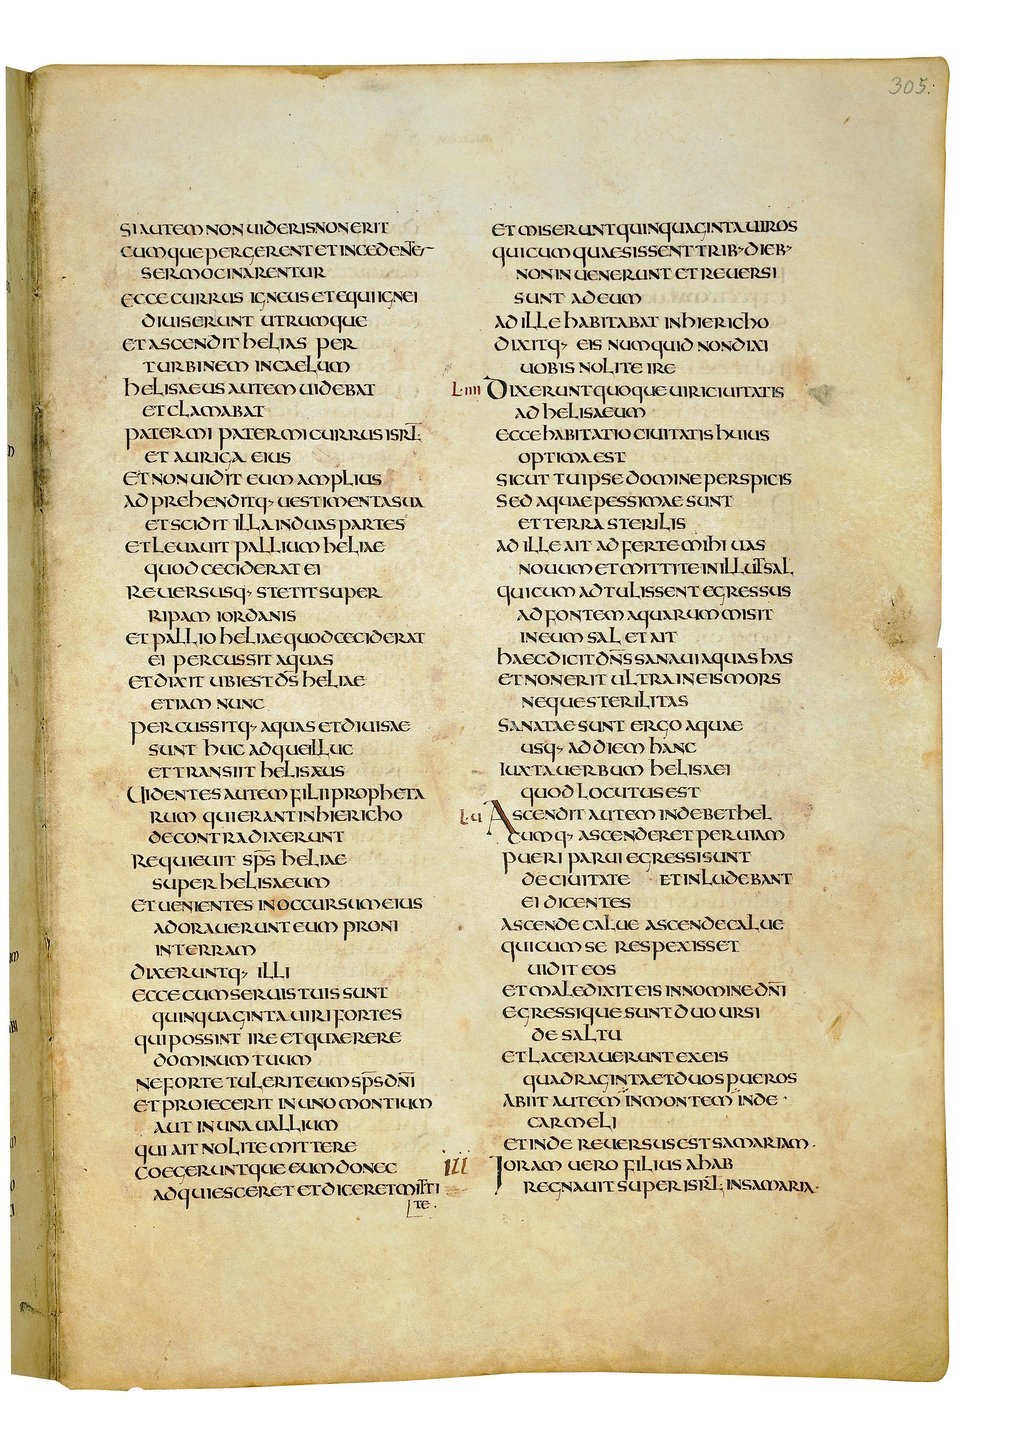 305.
SI AUTEM NON UIDERIS NON ERIT
CUMQUE PERGERENT ET INCEDENTES
SERMOCINARENTUR
ECCE CURRUS IGNEUS ET EQUI IGNEI
DIUISERUNT UTRUMQUE
ET ASCENDIT HELIAS PER
TURBINEM IN CAELUM
HELISAEUS AUTEM UIDEBAT
ET CLAMABAT
PATER MI PATER MI CURRUS ISRL̅
ET AURIGA EIUS
ET NON UIDIT EUM AMPLIUS
ADPREHENDITQ· UESTIMENTA SUA
ET SCIDIT ILLA IN DUAS PARTES
ET LEUAUIT PALLIUM HELIAE
QUOD CECIDERAT EI
REUERSUSQ· STETIT SUPER
RIPAM IORDANIS
ET PALLIO HELIAE QUOD CECIDERAT
EI PERCUSSIT AQUAS
ET DIXIT UBI EST D̅S̅ HELIAE
ETIAM NUNC
PERCUSSITQ· AQUAS ET DIUISAE
SUNT HUC ADQUE ILLUC
ET TRANSIIT HELISAEUS
UIDENTES AUTEM FILII PROPHETA
RUM QUI ERANT IN HIERICHO
DE CONTRA DIXERUNT
REQUIEUIT SP̅S̅ HELIAE
SUPER HELISAEUM
ET UENIENTES IN OCCURSUM EIUS
ADORAUERUNT EUM PRONI
IN TERRAM
DIXERUNTQ· ILLI
ECCE CUM SERUIS TUIS SUNT
QUINQUAGINTA UIRI FORTES
QUI POSSINT IRE ET QUAERERE
DOMINUM TUUM
NE FORTE TULERIT EUM SP̅S̅ DN̅I
ET PROIECERIT IN UNO MONTIUM
AUT IN UNA UALLIUM
QUI AIT NOLITE MITTERE
COEGERUNTQUE EUM DONEC
ADQUIESCERET ET DICERET MITTI
TE·
ET MISERUNT QUINQUAGINTA UIROS
QUI CUM QUAESISSENT TRIB· DIEB·
NON INUENERUNT ET REUERSI
SUNT AD EUM
AD ILLE HABITABAT IN HIERICHO
DIXITQ· EIS NUMQUID NON DIXI
UOBIS NOLITE IRE
LIIII DIXERUNT QUOQUE UIRI CIUITATIS
AD HELISAEUM
ECCE HABITATIO CIUITATIS HUIUS
OPTIMA EST
SICUT TU IPSE DOMINE PERSPICIS
SED AQUAE PESSIMAE SUNT
ET TERRA STERILIS
AD ILLE AIT ADFERTE MIHI UAS
NOUUM ET MITTITE IN ILLUT SAL
QUI CUM ADTULISSENT EGRESSUS
AD FONTEM AQUARUM MISIT
IN EUM SAL ET AIT
HAEC DICIT DN̅S SANAUI AQUAS HAS
ET NON ERIT ULTRA IN EIS MORS
NEQUE STERILITAS
SANATAE SUNT ERGO AQUAE
USQ· AD DIEM HANC
IUXTA UERBUM HELISAEI
QUOD LOCUTUS EST
LU ASCENDIT AUTEM INDE BETHEL
CUMQ· ASCENDERET PER UIAM
PUERI PARUI EGRESSI SUNT
DE CIUITATE ET INLUDEBANT
EI DICENTES
ASCENDE CALUE ASCENDE CALUE
QUI CUM SE RESPEXISSET
UIDIT EOS
ET MALEDIXIT EIS IN NOMINE DN̅I
EGRESSIQUE SUNT DUO URSI
DE SALTU
ET LACERAUERUNT EX EIS
QUADRAGINTA ET DUOS PUEROS
ABIIT AUTEM IN MONTEM INDE ·
CARMELI
ET INDE REUERSUS EST SAMARIAM·
III IORAM UERO FILIUS AHAB
REGNAUIT SUPER ISRL̅ IN SAMARIA·